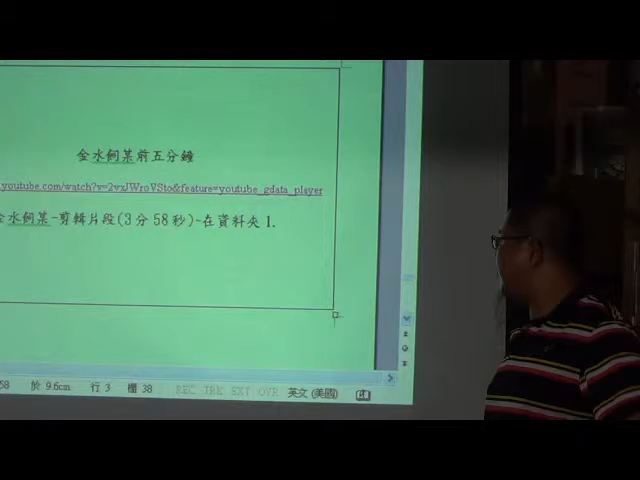 金水飼某前五分鐘
.youtube.com/watch?v=2vxJWroVSto&feature=youtube_gdata_player
金水飼某-剪輯片段(3分58秒)-在資料夾1.
58 於 9.6cm 行 3 欄 38 REC TRK EXT OVR 英文(美國)